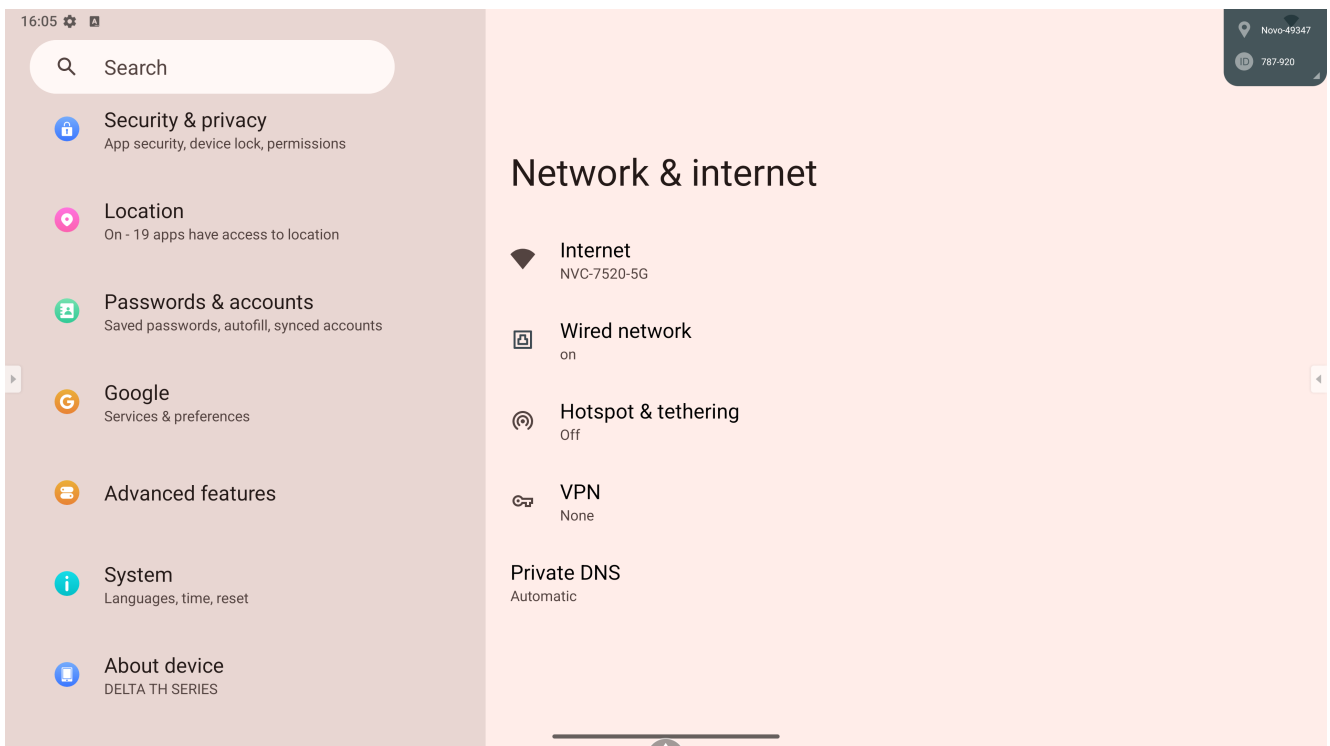 16:05
Search
Security & privacy
App security, device lock, permissions
Location
On - 19 apps have access to location
Passwords & accounts
Saved passwords, autofill, synced accounts
Google
Services & preferences
Advanced features
System
Languages, time, reset
About device
DELTA TH SERIES
Network & internet
Internet
NVC-7520-5G
Wired network
on
Hotspot & tethering
Off
VPN
None
Private DNS
Automatic
Novo-49347
ID 787-920